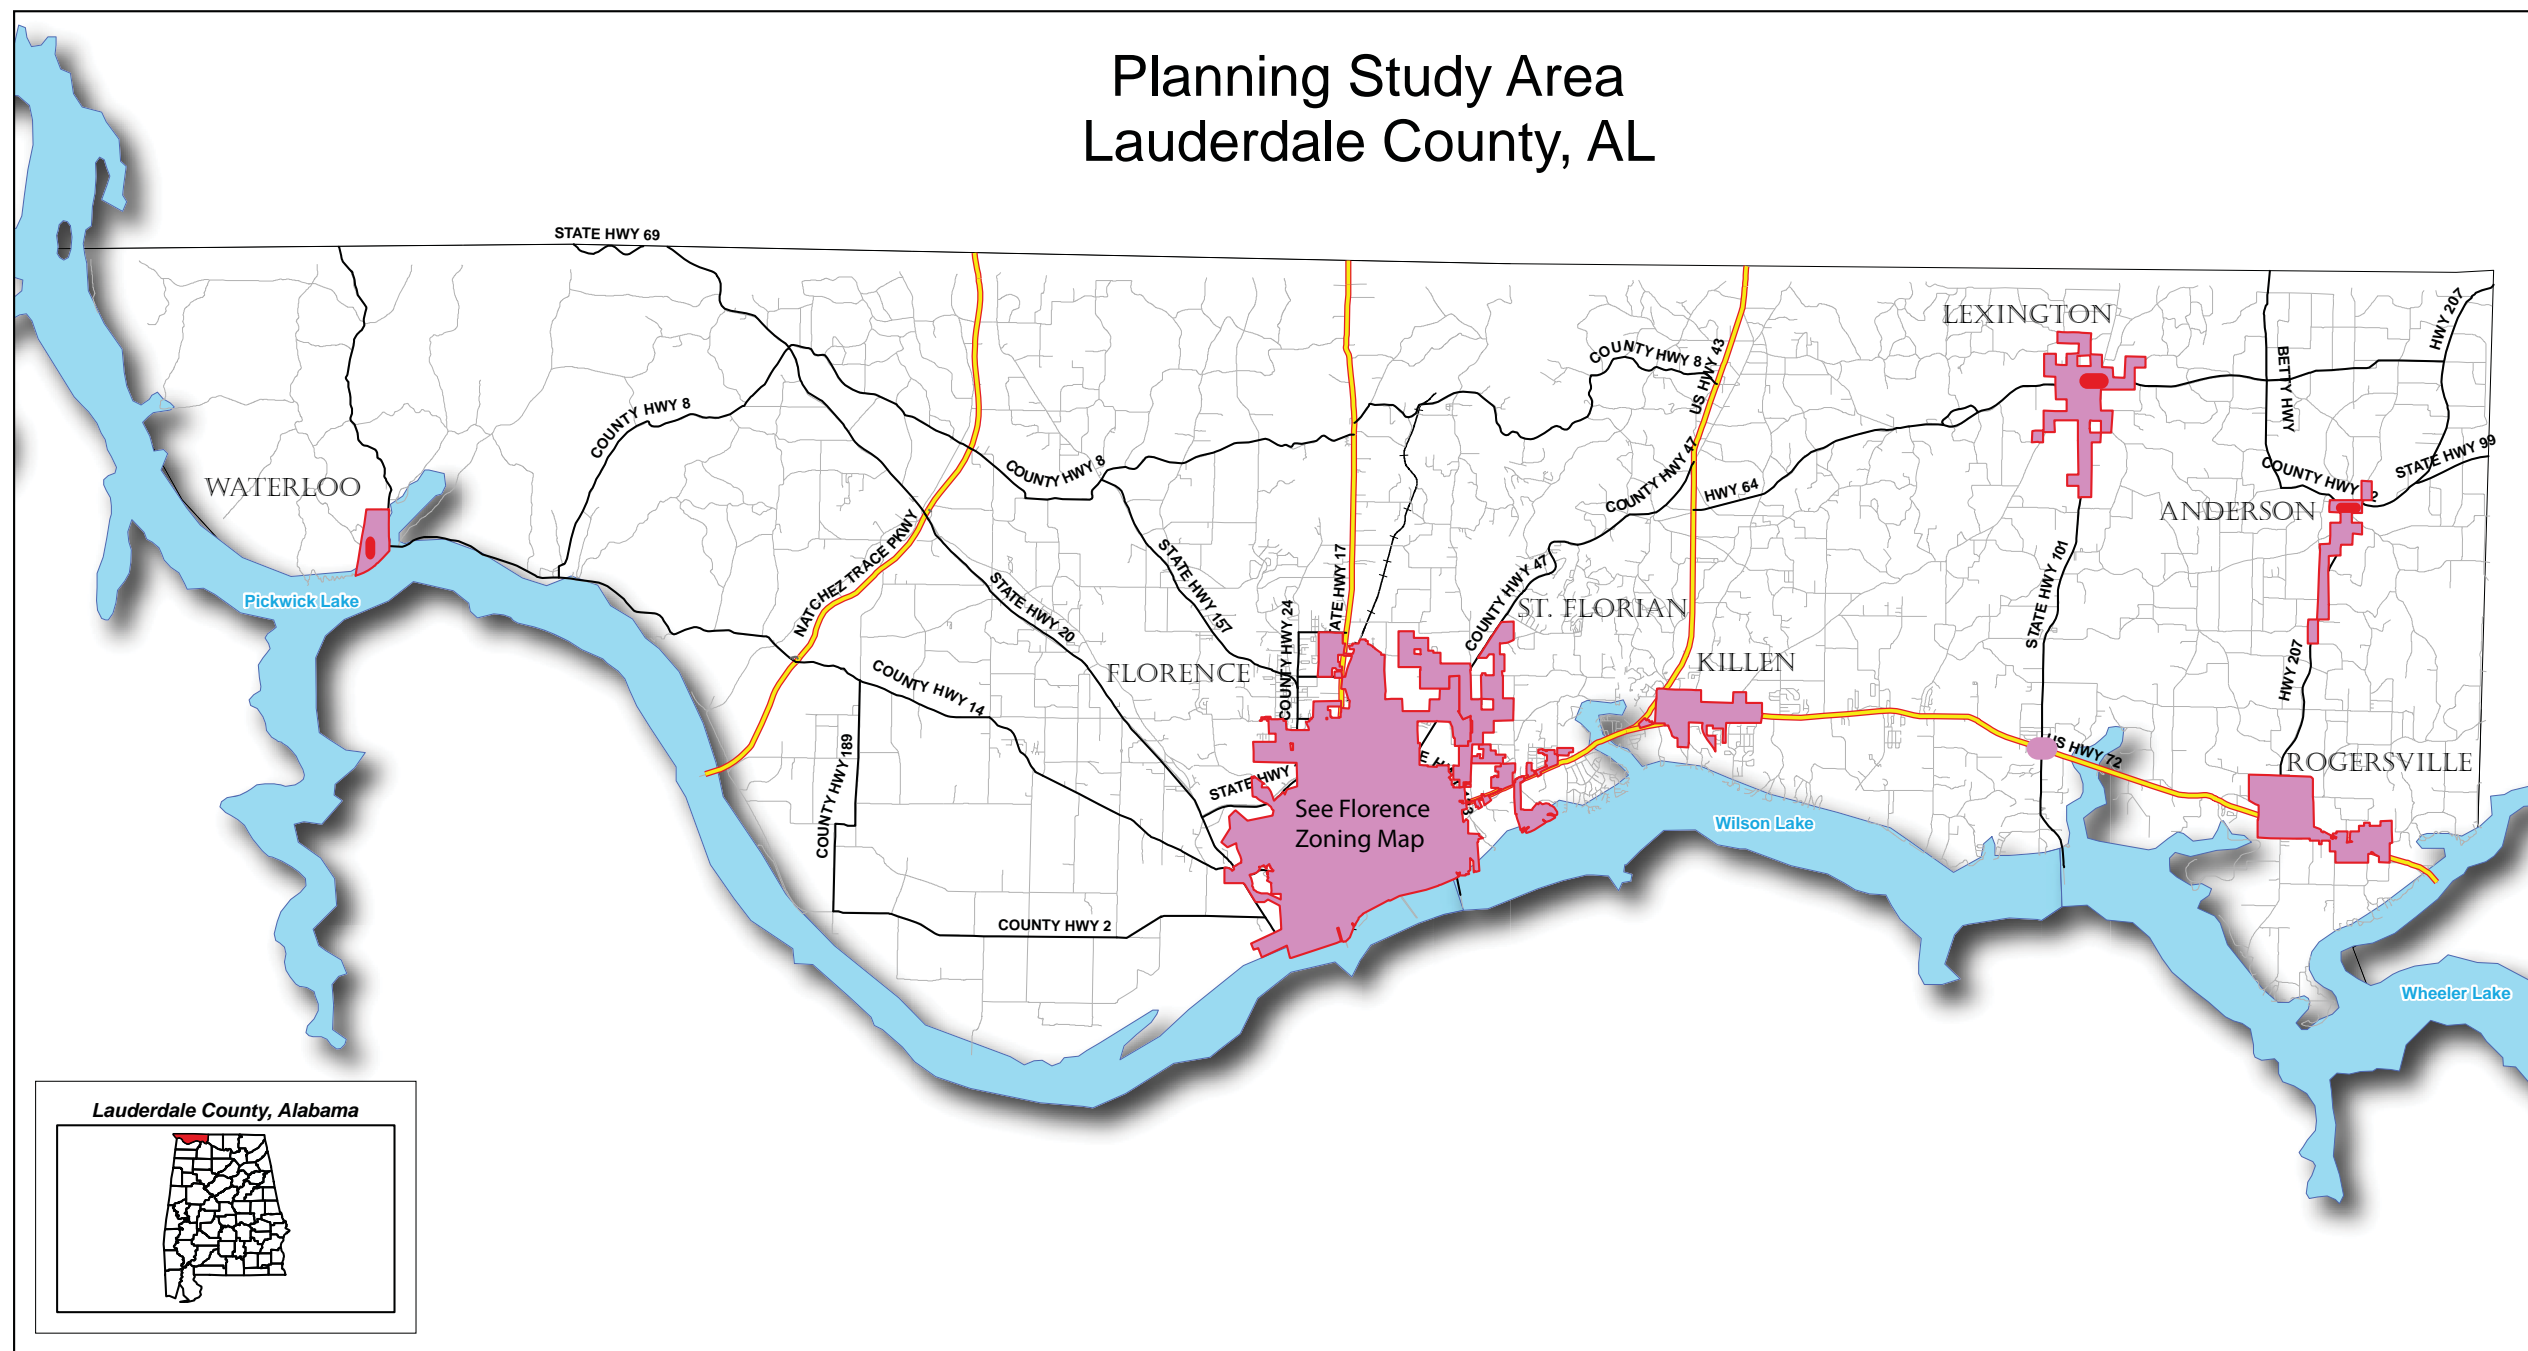 Planning Study Area
Lauderdale County, AL
STATE HWY 69
LEXINGTON
HWY 207
US HWY 43
COUNTY HWY 8
BETTY HWY
COUNTY HWY 8
COUNTY HWY 8
COUNTY HWY 47
HWY 64
STATE HWY 99
COUNTY HWY
WATERLOO
ANDERSON
NATCHEZ TRACE PKWY
STATE HWY 157
STATE HWY 20
ATE HWY 17
COUNTY HWY 24
COUNTY HWY 47
STATE HWY 101
Pickwick Lake
ST. FLORIAN
FLORENCE
KILLEN
HWY 207
COUNTY HWY 14
COUNTY HWY 189
US HWY 72
ROGERSVILLE
STATE HWY
See Florence
Zoning Map
Wilson Lake
COUNTY HWY 2
Wheeler Lake
Lauderdale County, Alabama